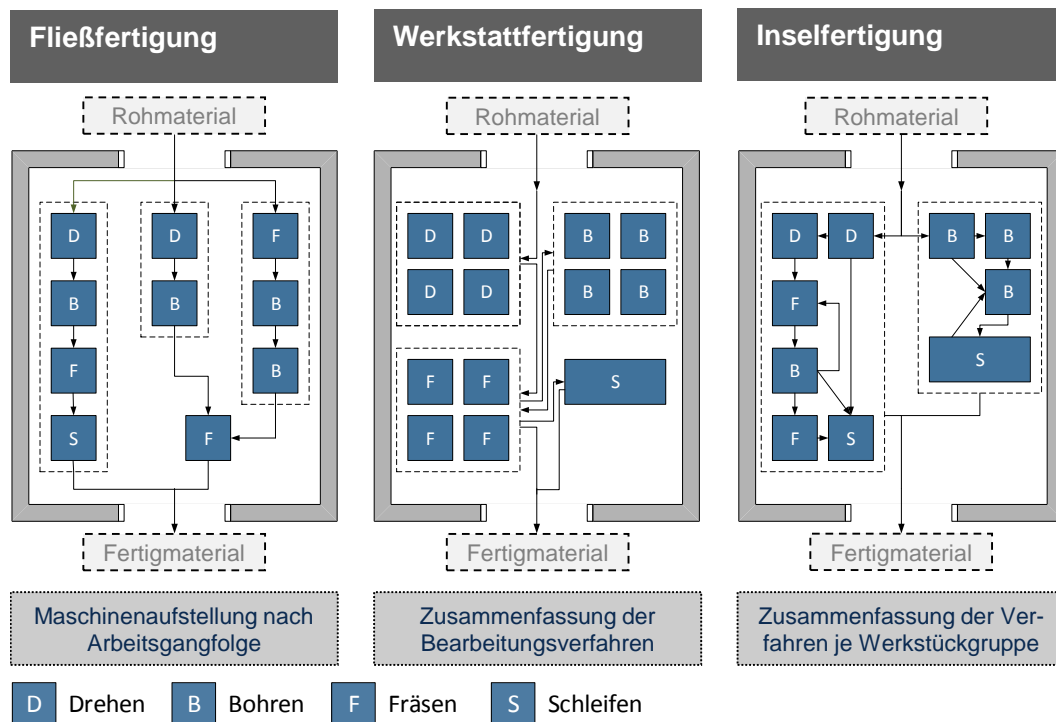 Fließfertigung
Rohmaterial
D
D
F
B
B
B
F
B
S
F
Fertigmaterial
Maschinenaufstellung nach
Arbeitsgangfolge
Werkstattfertigung
Rohmaterial
D D
B B
D D
B B
F F
S
F F
Fertigmaterial
Zusammenfassung der
Bearbeitungsverfahren
Inselfertigung
Rohmaterial
D D
B B
F
B
B
S
F S
Fertigmaterial
Zusammenfassung der Ver-
fahren je Werkstückgruppe
D Drehen
B Bohren
F Fräsen
S Schleifen